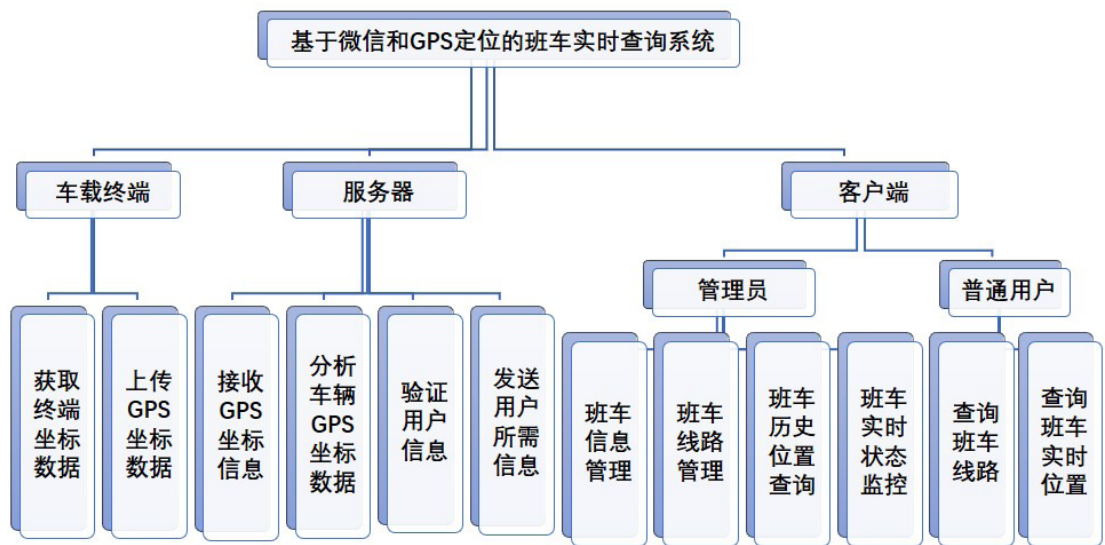 基于微信和GPS定位的班车实时查询系统
车载终端
服务器
客户端
管理员
普通用户
获取
终端
坐标
数据
上传
GPS
坐标
数据
接收
GPS
坐标
信息
分析
车辆
GPS
坐标
数据
验证
用户
信息
发送
用户
所需
信息
班车
信息
管理
班车
线路
管理
班车
历史
位置
查询
班车
实时
状态
监控
查询
班车
线路
查询
班车
实时
位置